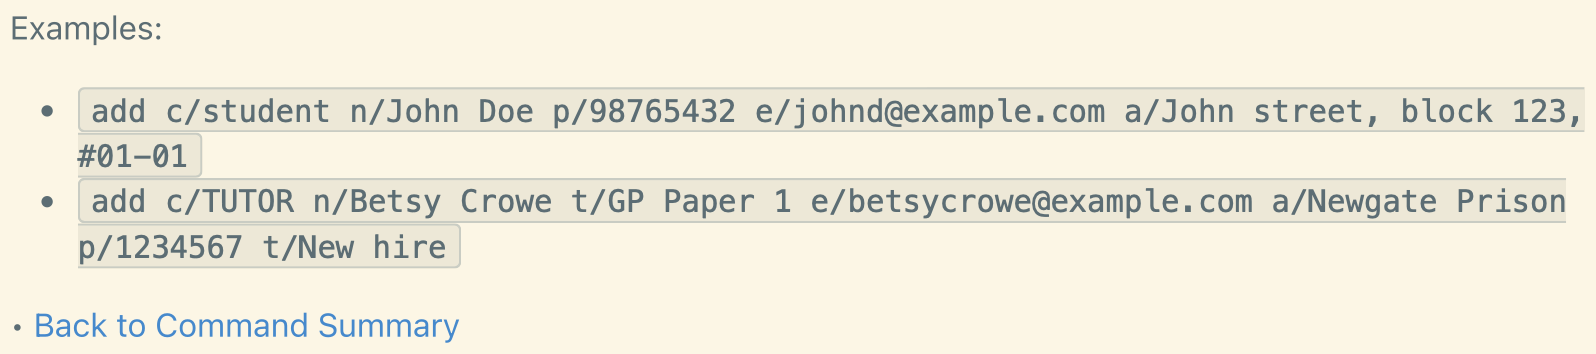 Examples:
• add c/student n/John Doe p/98765432 e/johnd@example.com a/John street, block 123,
#01-01
• add c/TUTOR n/Betsy Crowe t/GP Paper 1 e/betsycrowe@example.com a/Newgate Prison
p/1234567 t/New hire
• Back to Command Summary